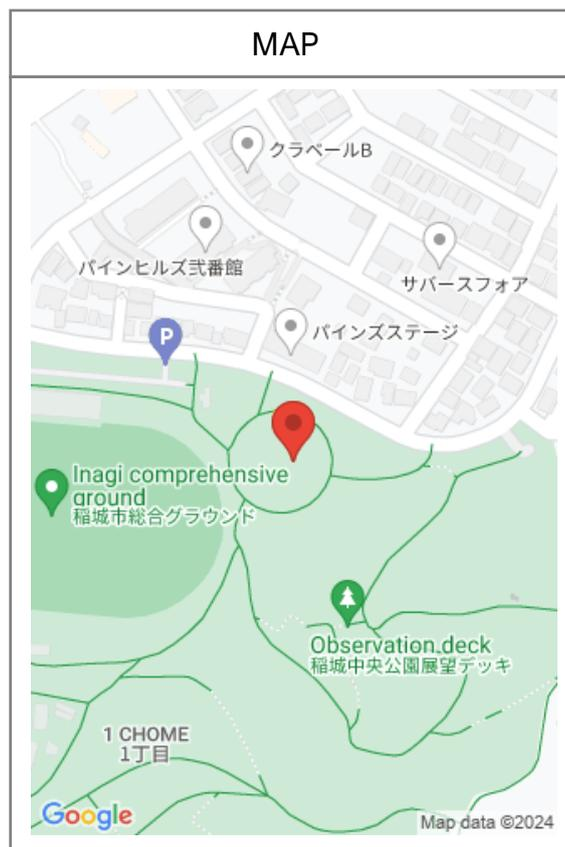 MAP
クラペールB
パインヒルズ弐番館
サバースフォア
P
パインズステージ
Inagi comprehensive
ground
稲城市総合グラウンド
Observation deck
稲城中央公園展望デッキ
1 CHOME
1丁目
Google
Map data ©2024